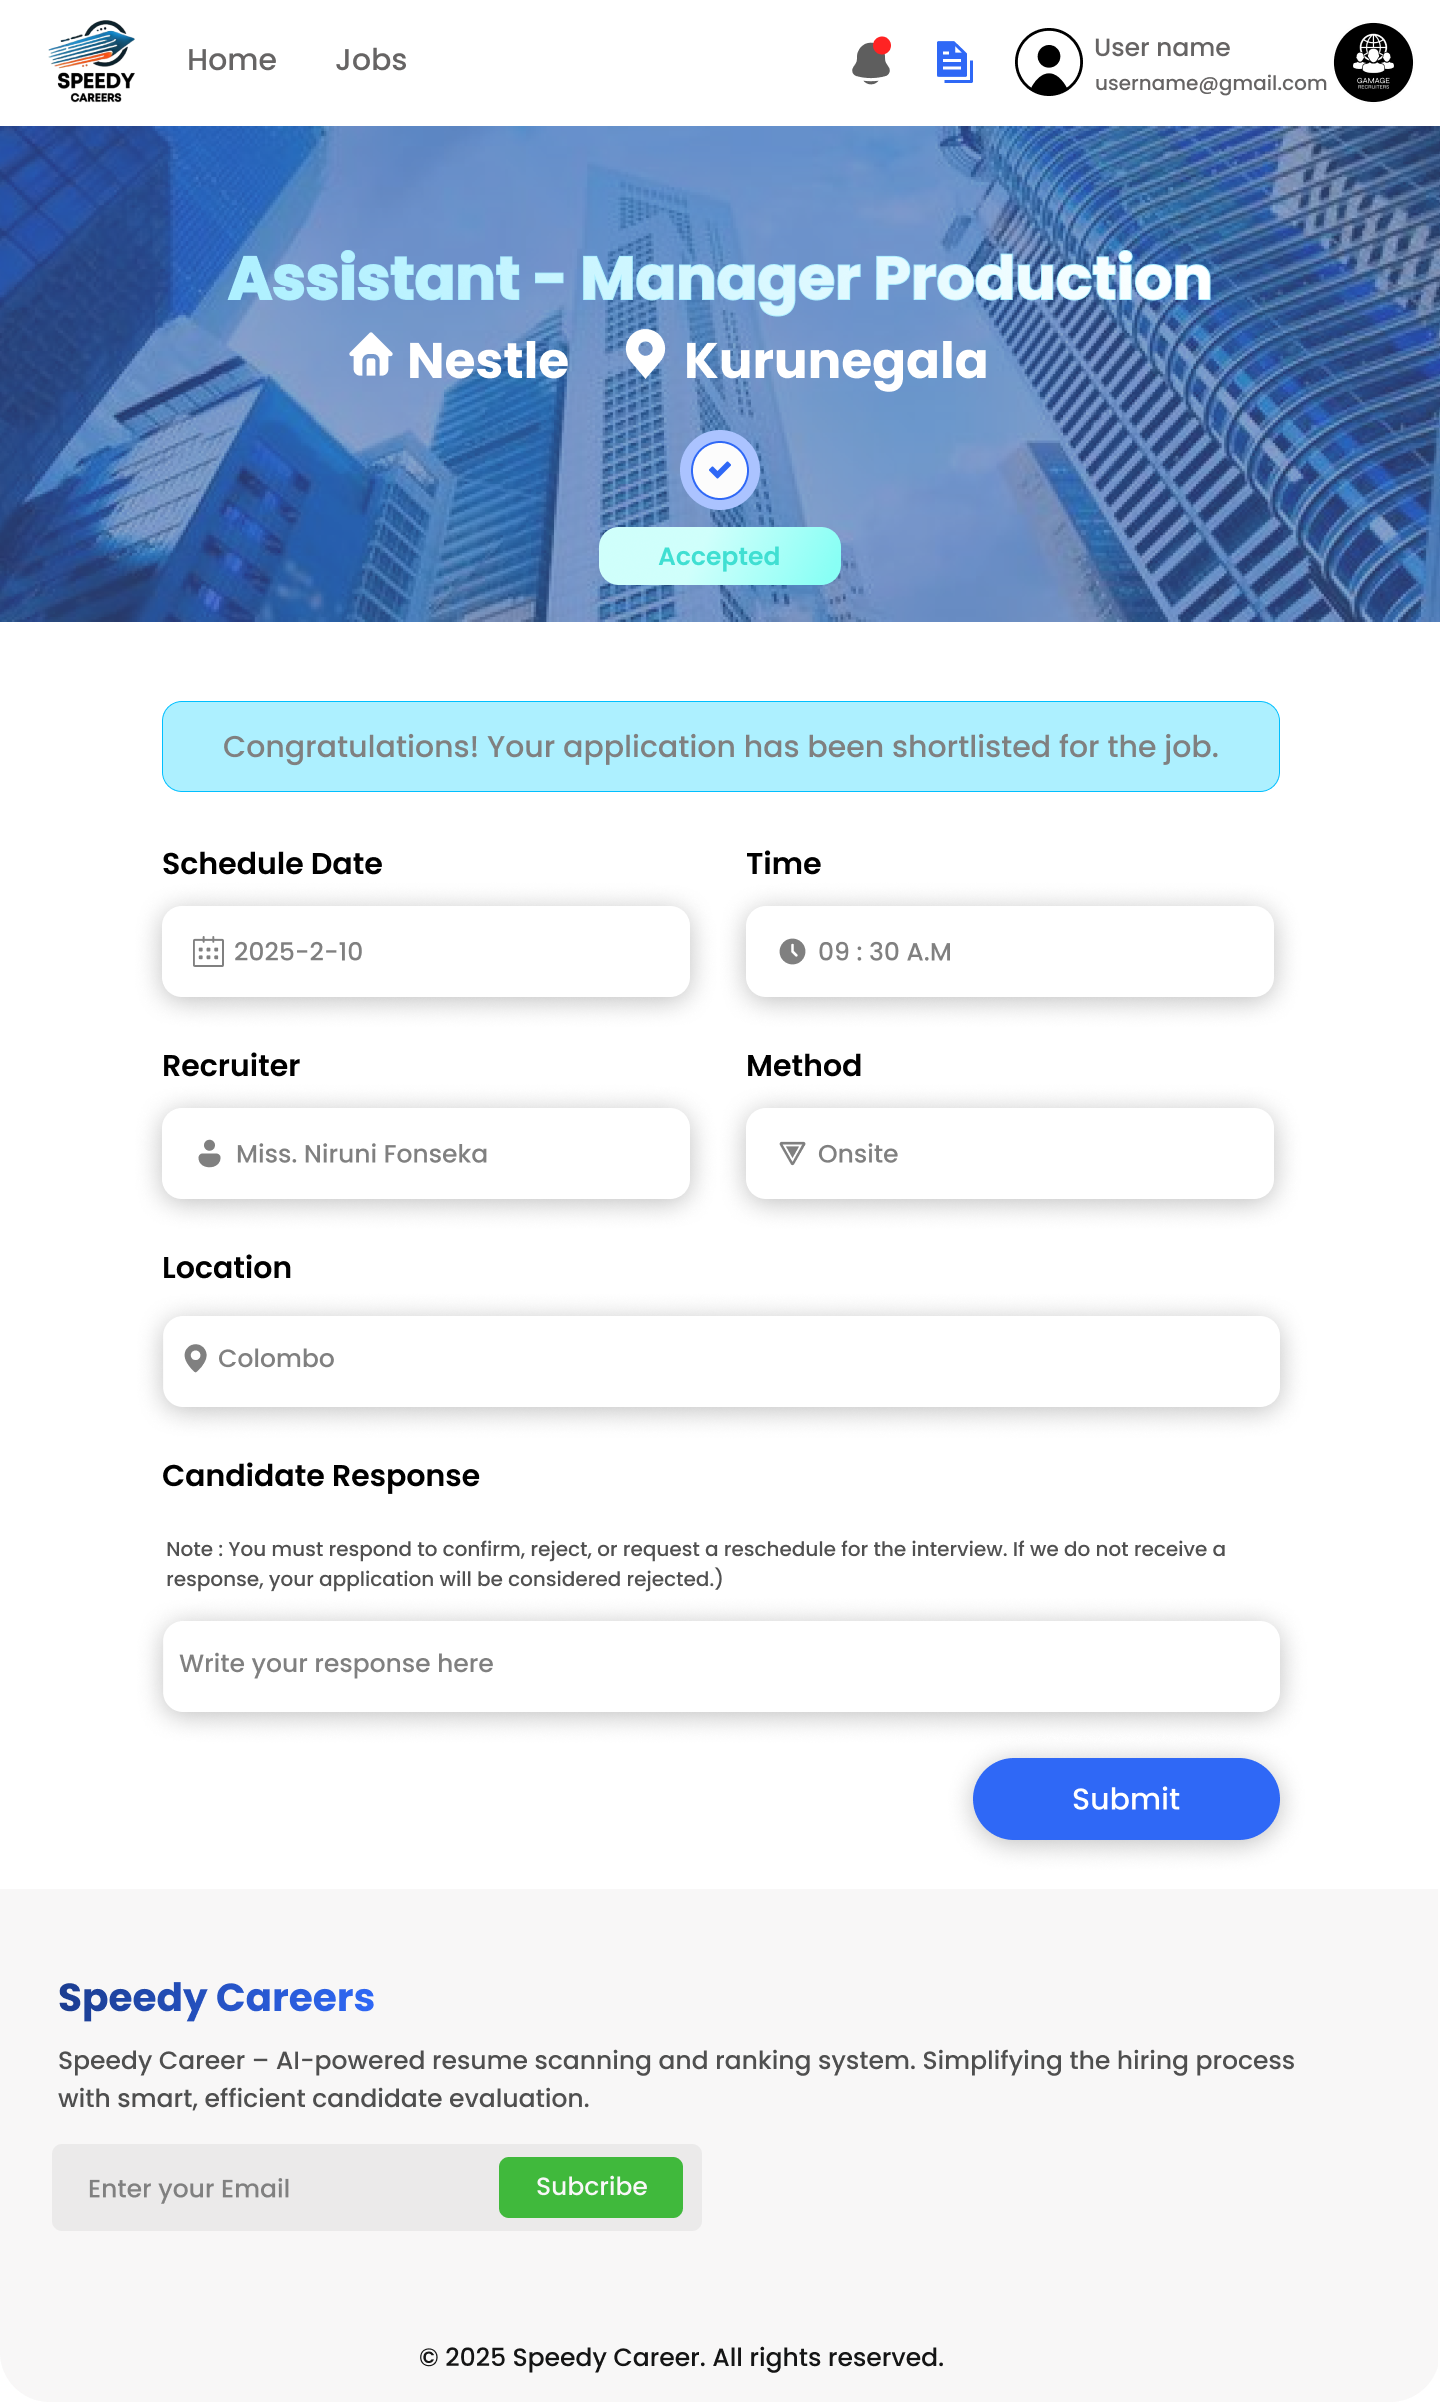 SPEEDY
CAREERS
Home
Jobs
User name
username@gmail.com
GAMAGE
RECRUITERS
Assistant - Manager Production
Nestle
Kurunegala
Accepted
Congratulations! Your application has been shortlisted for the job.
Schedule Date
Time
2025-2-10
09 : 30 A.M
Recruiter
Method
Miss. Niruni Fonseka
Onsite
Location
Colombo
Candidate Response
Note : You must respond to confirm, reject, or request a reschedule for the interview. If we do not receive a
response, your application will be considered rejected.)
Write your response here
Submit
Speedy Careers
Speedy Career – AI-powered resume scanning and ranking system. Simplifying the hiring process
with smart, efficient candidate evaluation.
Enter your Email
Subcribe
© 2025 Speedy Career. All rights reserved.